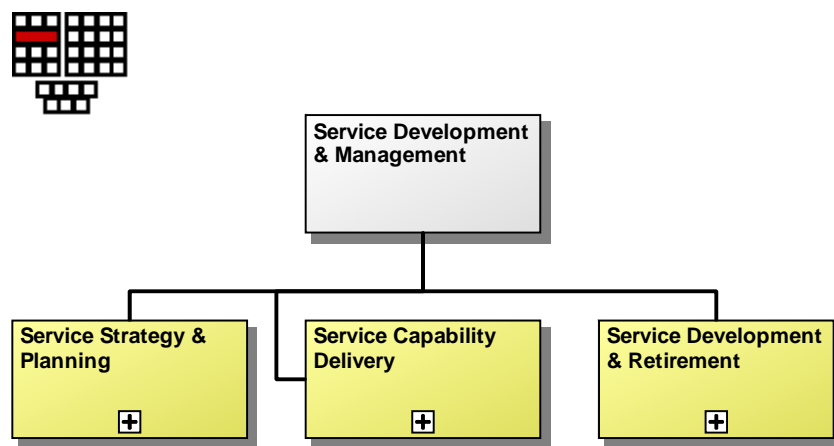 Service Development
& Management
Service Strategy &
Planning
Service Capability
Delivery
Service Development
& Retirement